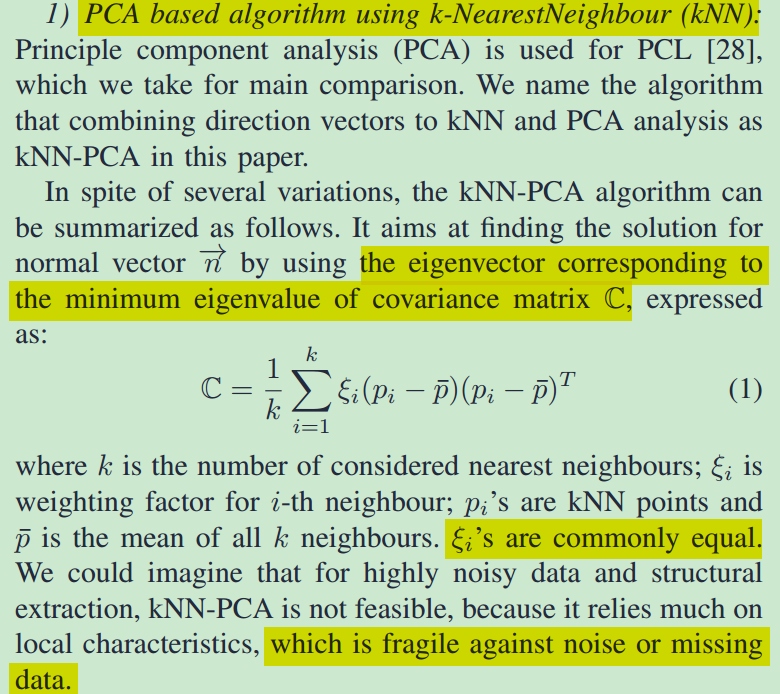 1) PCA based algorithm using k-NearestNeighbour (kNN):
Principle component analysis (PCA) is used for PCL [28],
which we take for main comparison. We name the algorithm
that combining direction vectors to kNN and PCA analysis as
kNN-PCA in this paper.
In spite of several variations, the kNN-PCA algorithm can
be summarized as follows. It aims at finding the solution for
normal vector \overrightarrow{n} by using the eigenvector corresponding to
the minimum eigenvalue of covariance matrix ℂ, expressed
as:
ℂ = \frac{1}{k} \sum_{i=1}^{k} ξ_i(p_i − \bar{p})(p_i − \bar{p})^T (1)
where k is the number of considered nearest neighbours; ξ_i is
weighting factor for i-th neighbour; p_i’s are kNN points and
\bar{p} is the mean of all k neighbours. ξ_i’s are commonly equal.
We could imagine that for highly noisy data and structural
extraction, kNN-PCA is not feasible, because it relies much on
local characteristics, which is fragile against noise or missing
data.